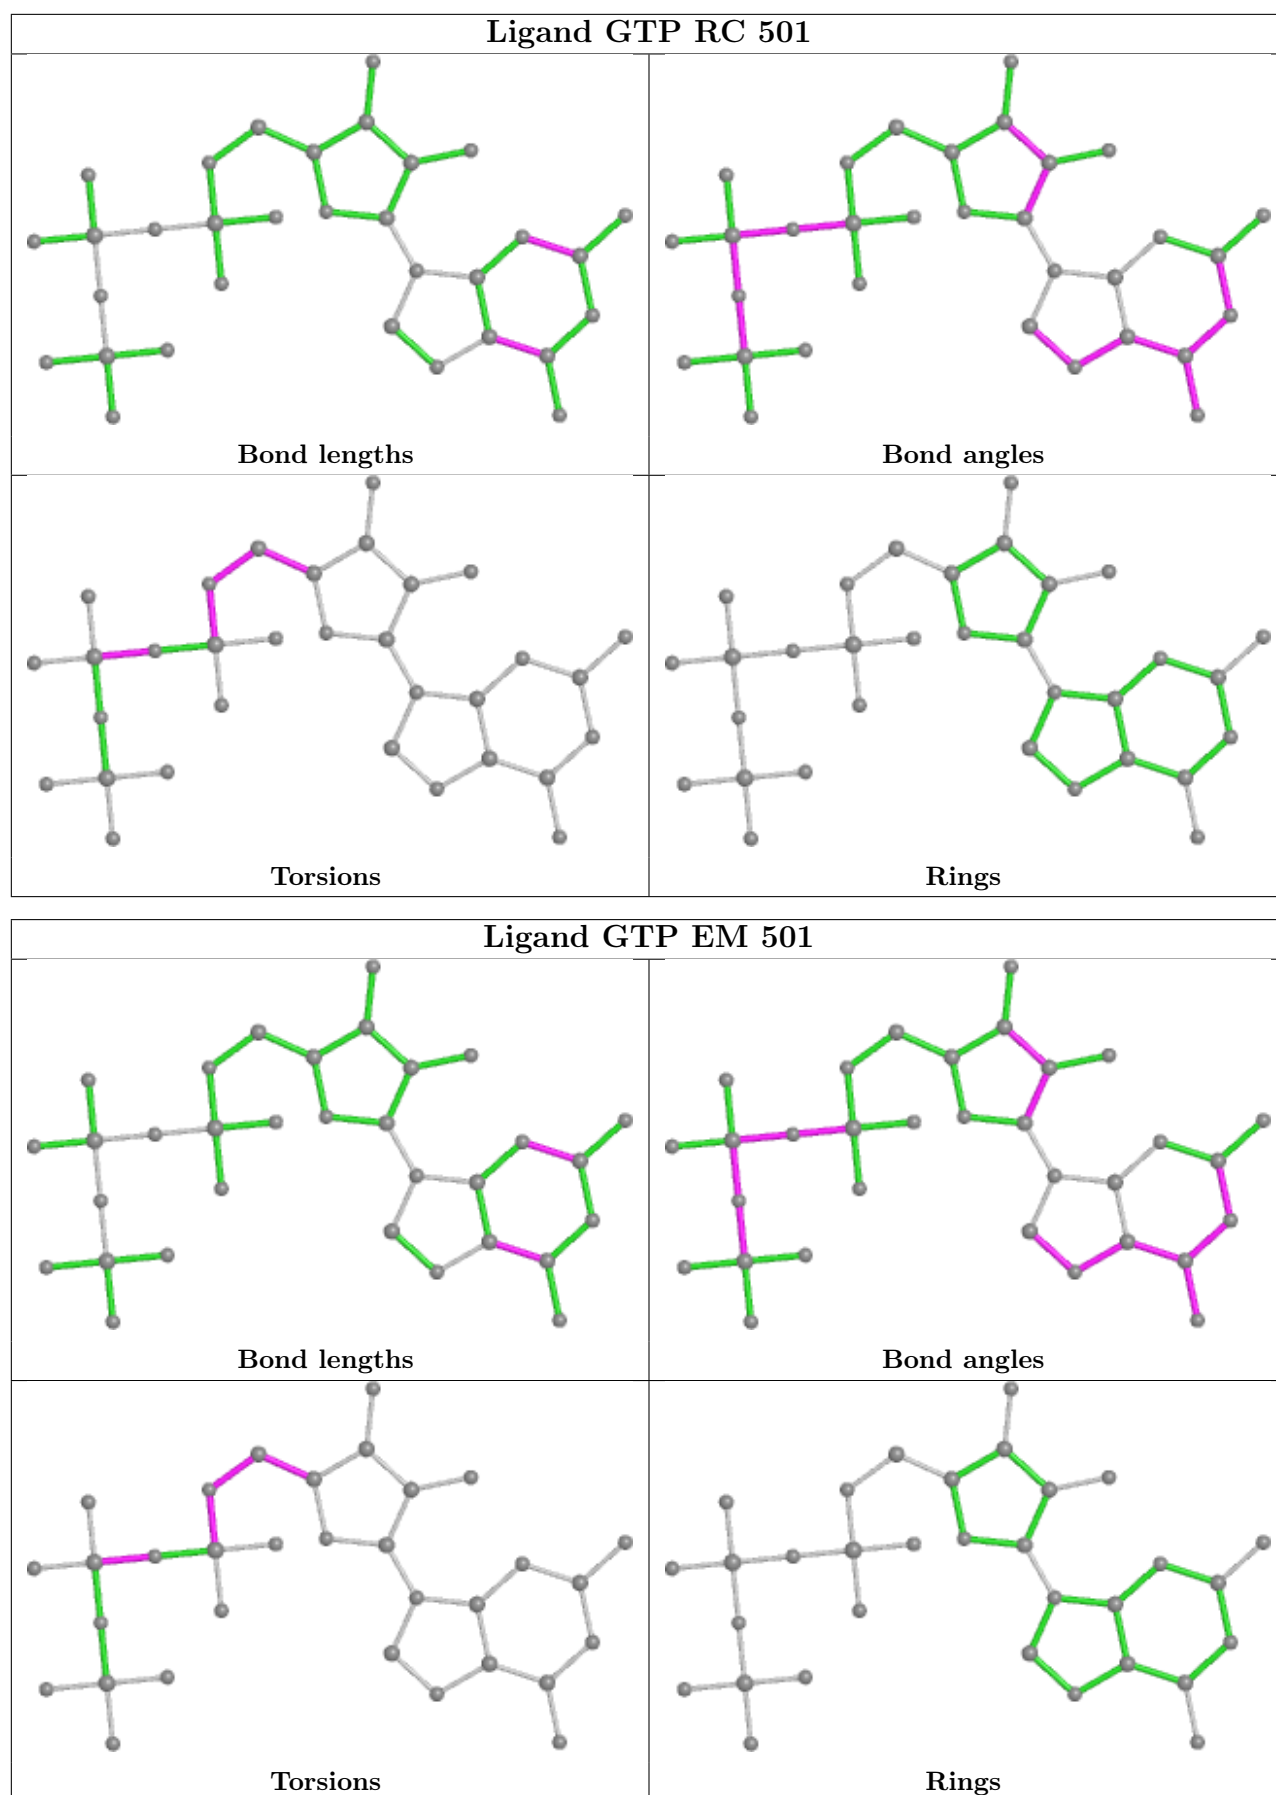 Ligand GTP RC 501
Bond lengths
Bond angles
Torsions
Rings
Ligand GTP EM 501
Bond lengths
Bond angles
Torsions
Rings